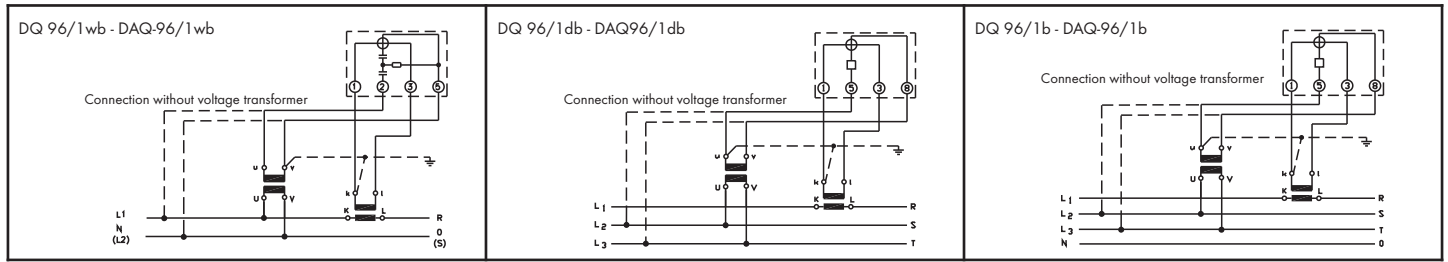 DQ 96/1wb - DAQ-96/1wb
1 2 3 5
Connection without voltage transformer
u v
k l
U V
K L
L1 R
N O
(L2) (S)
DQ 96/1db - DAQ96/1db
1 5 3 8
Connection without voltage transformer
u v
k l
U V
K L
L1 R
L2 S
L3 T
DQ 96/1b - DAQ-96/1b
1 5 3 8
Connection without voltage transformer
u v
k l
U V
K L
L1 R
L2 S
L3 T
N O